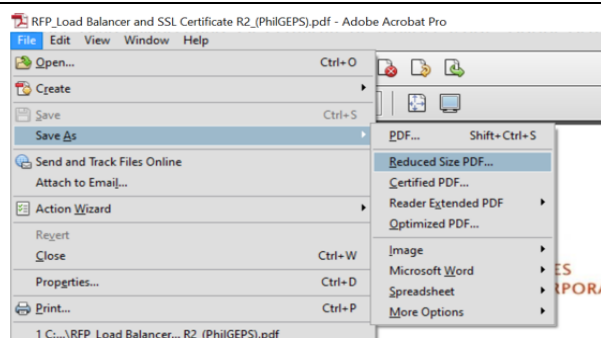 RFP_Load Balancer and SSL Certificate R2_(PhilGEPS).pdf - Adobe Acrobat Pro
File Edit View Window Help
Open... Ctrl+O
Create
Save Ctrl+S
Save As
PDF... Shift+Ctrl+S
Send and Track Files Online
Reduced Size PDF...
Attach to Email...
Certified PDF...
Action Wizard
Reader Extended PDF
Optimized PDF...
Revert
Image
Close Ctrl+W
Microsoft Word
ES
Properties... Ctrl+D
Spreadsheet
RPORA
Print... Ctrl+P
More Options
1 C:\...\RFP_Load Balancer... R2_(PhilGEPS).pdf